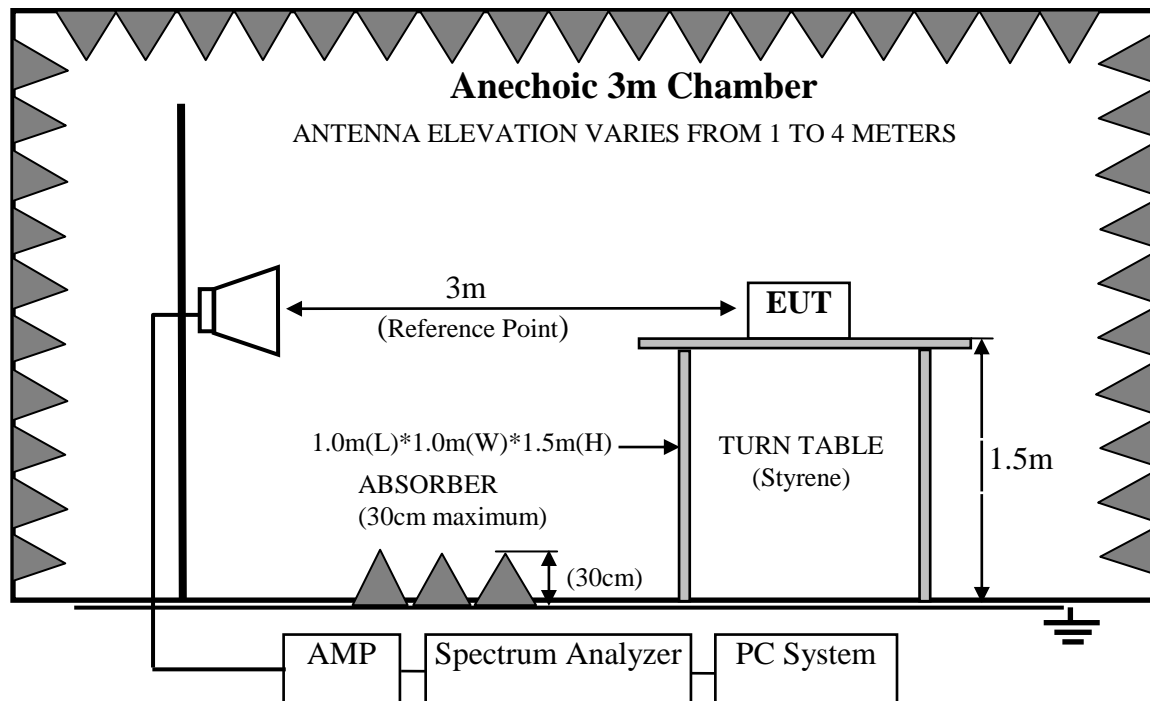 Anechoic 3m Chamber
ANTENNA ELEVATION VARIES FROM 1 TO 4 METERS
3m
(Reference Point)
EUT
1.0m(L)*1.0m(W)*1.5m(H)
TURN TABLE
(Styrene)
1.5m
ABSORBER
(30cm maximum)
(30cm)
AMP
Spectrum Analyzer
PC System